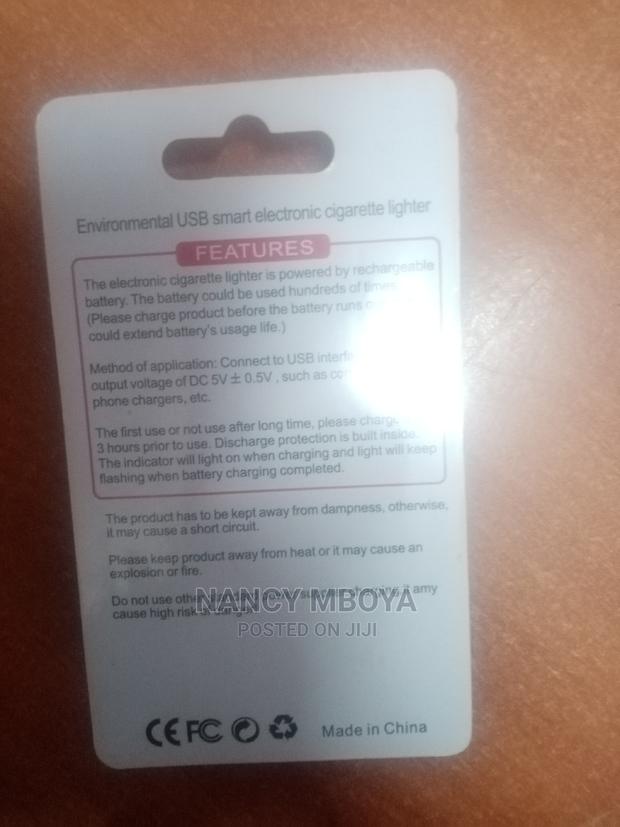 Environmental USB smart electronic cigarette lighter
FEATURES
The electronic cigarette lighter is powered by rechargeable
battery. The battery could be used hundreds of times
(Please charge product before the battery runs
could extend battery's usage life.)
Method of application: Connect to USB
output voltage of DC 5V ± 0.5V , such as
phone chargers, etc.
The first use or not use after long time, please
3 hours prior to use. Discharge protection is built inside.
The indicator will light on when charging and light will keep
flashing when battery charging completed.
The product has to be kept away from dampness, otherwise,
it may cause a short circuit.
Please keep product away from heat or it may cause an
explosion or fire.
Do not use charging it amy
cause high risk
NANCY MBOYA
POSTED ON JIJI
CE FC Made in China